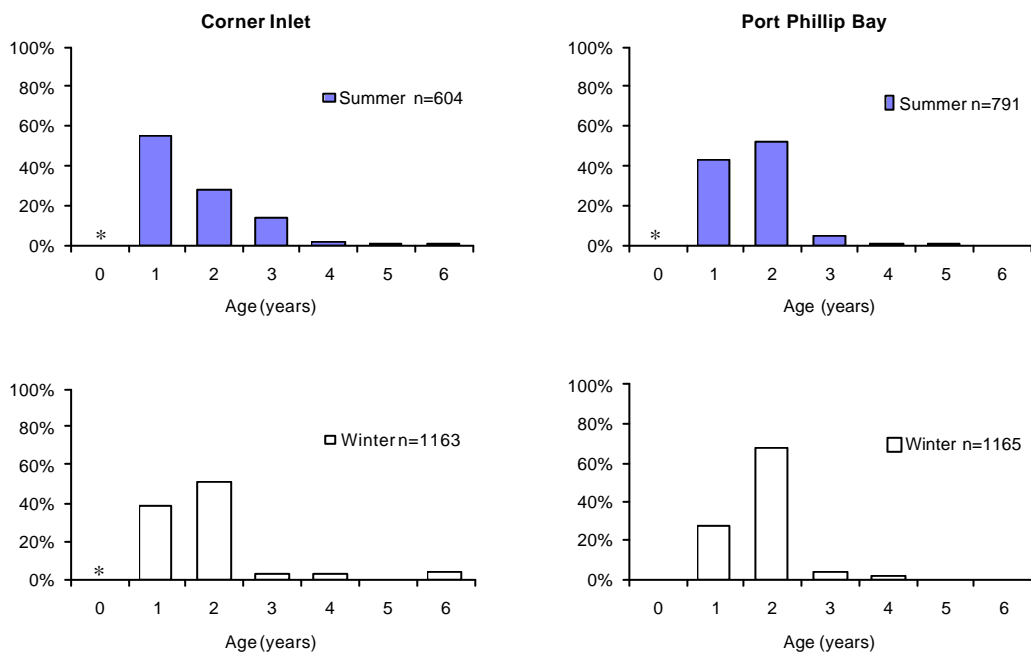 Corner Inlet
100%
80%
60%
40%
20%
0%
Summer n=604
*
0 1 2 3 4 5 6
Age (years)
Port Phillip Bay
100%
80%
60%
40%
20%
0%
Summer n=791
*
0 1 2 3 4 5 6
Age (years)
100%
80%
60%
40%
20%
0%
Winter n=1163
*
0 1 2 3 4 5 6
Age (years)
100%
80%
60%
40%
20%
0%
Winter n=1165
0 1 2 3 4 5 6
Age (years)